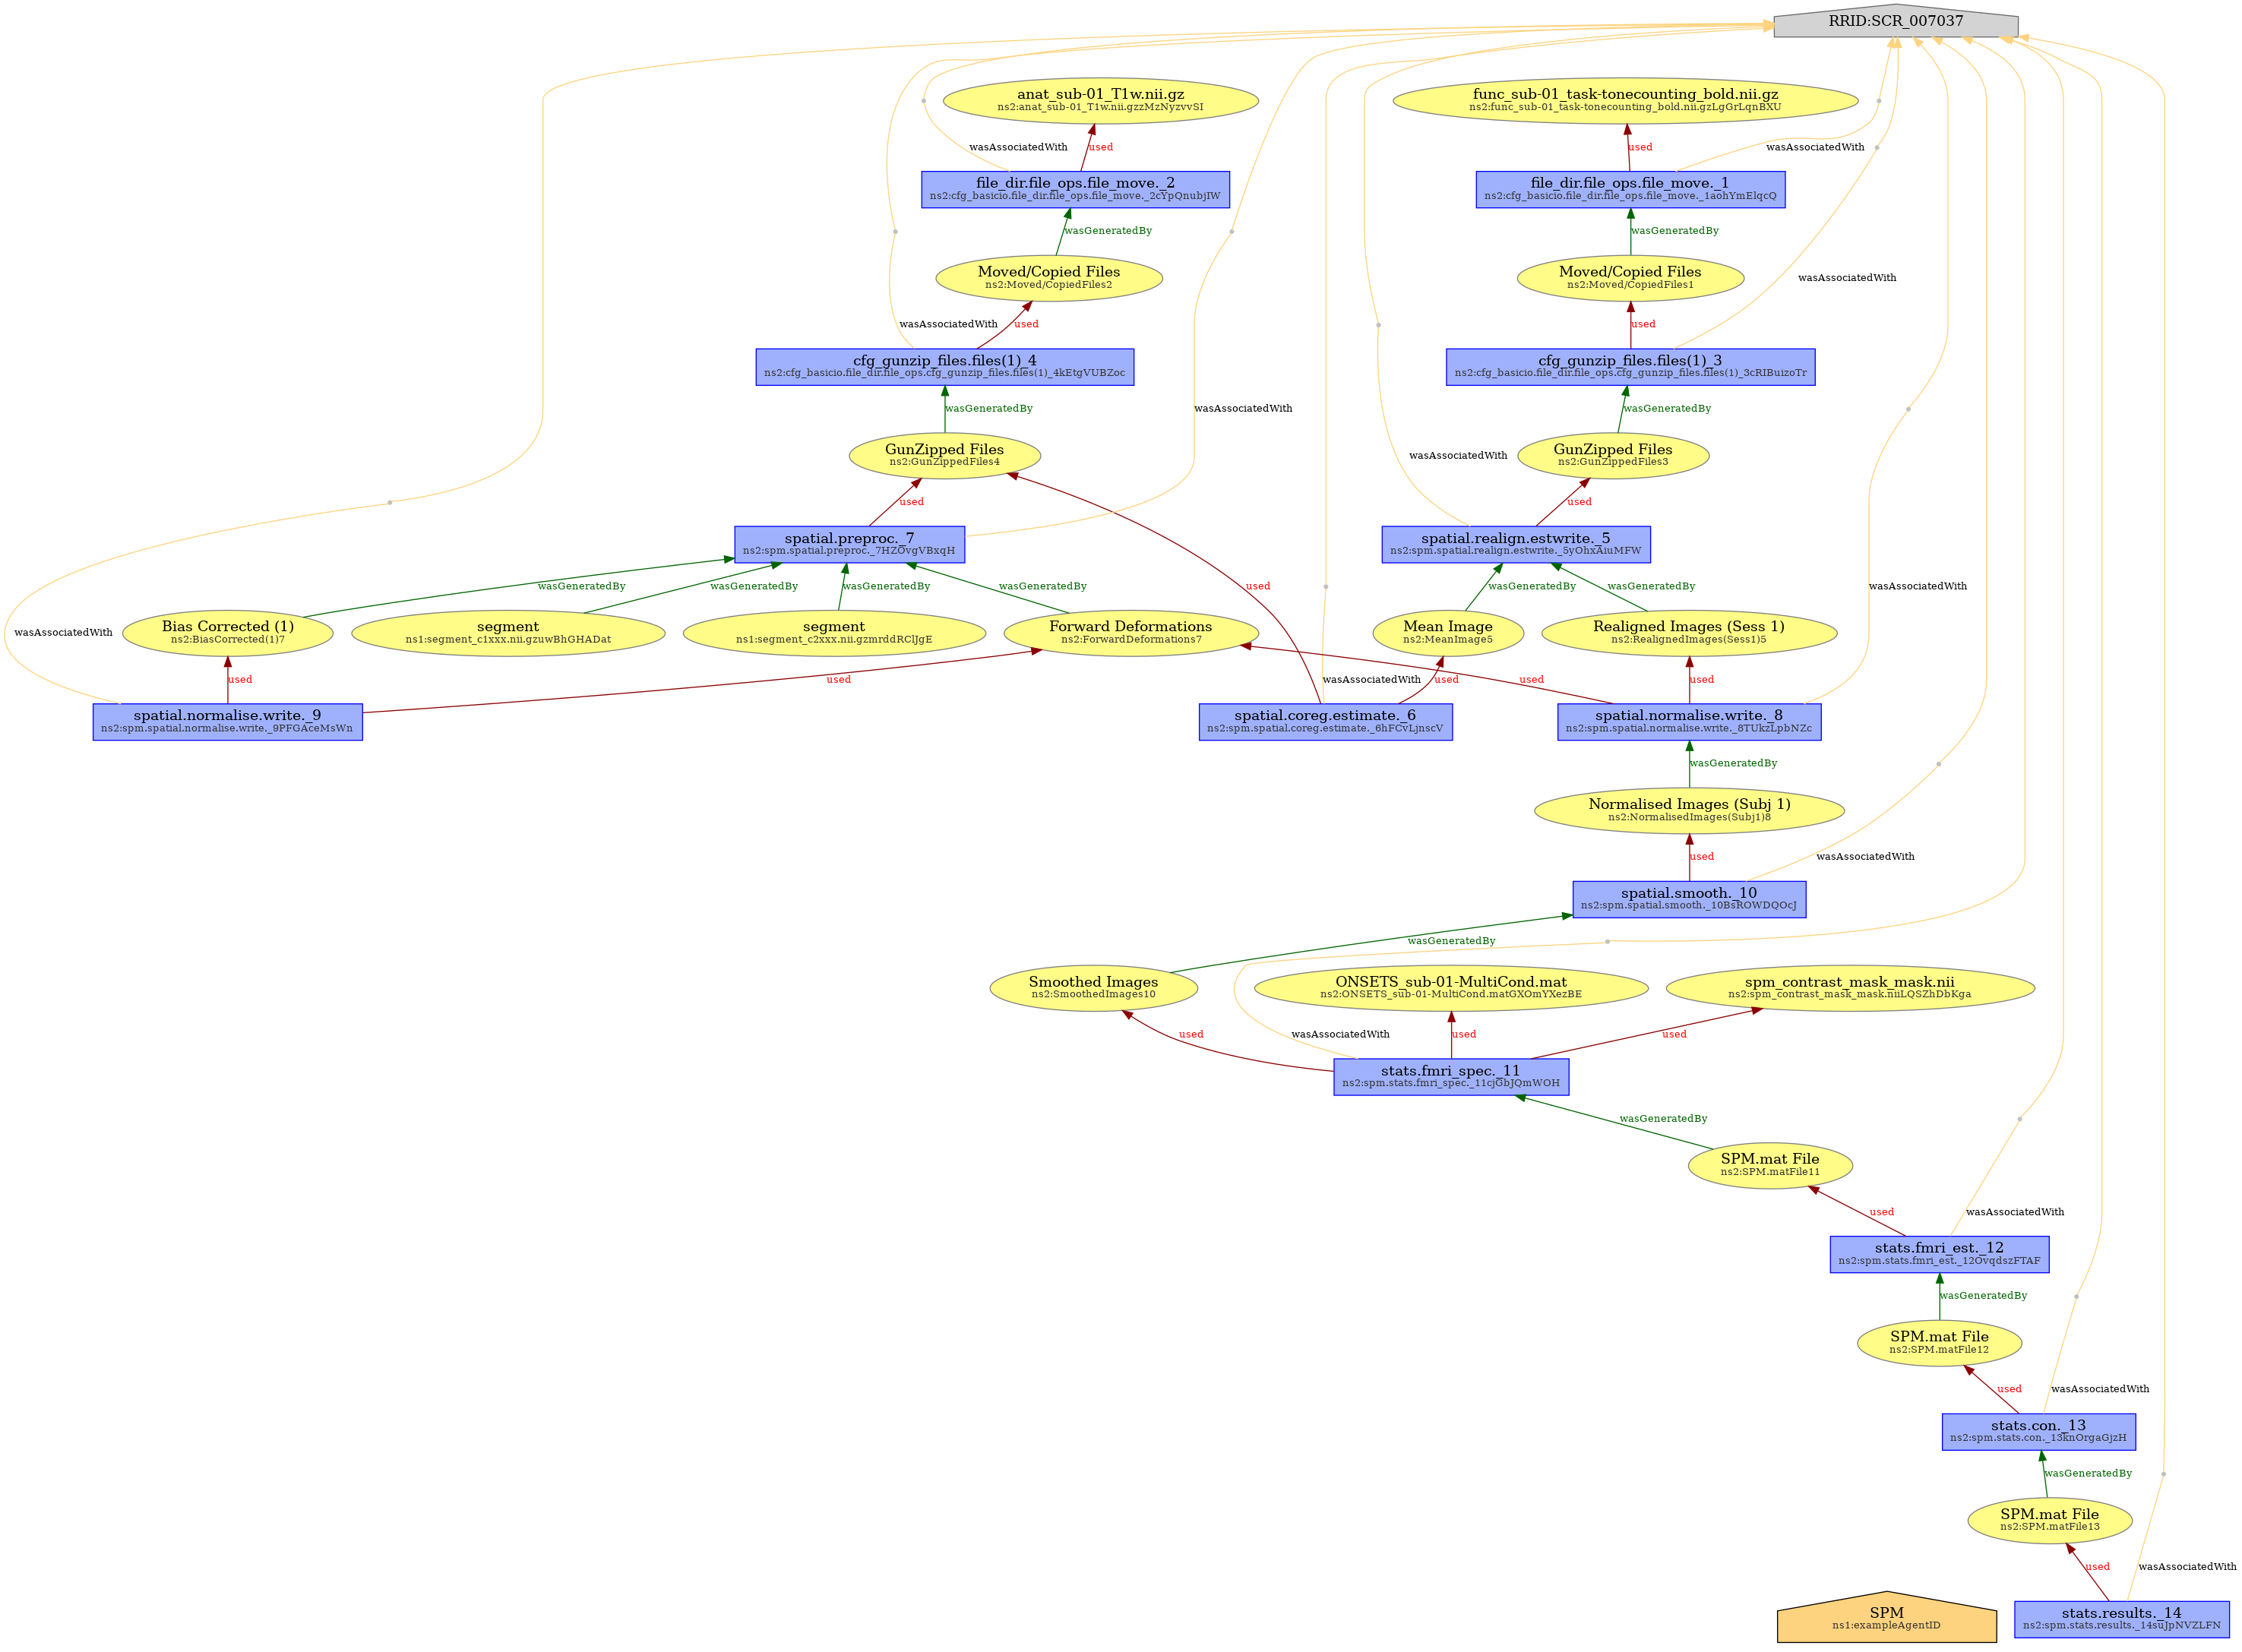 RRID:SCR_007037
anat_sub-01_T1w.nii.gz
ns2:anat_sub-01_T1w.nii.gzzMzNyzvvSI
func_sub-01_task-tonecounting_bold.nii.gz
ns2:func_sub-01_task-tonecounting_bold.nii.gzLgGrLqnBXU
wasAssociatedWith
used
used
wasAssociatedWith
file_dir.file_ops.file_move._2
ns2:cfg_basicio.file_dir.file_ops.file_move._2cYpQnubjIW
file_dir.file_ops.file_move._1
ns2:cfg_basicio.file_dir.file_ops.file_move._1aohYmElqcQ
wasGeneratedBy
wasGeneratedBy
Moved/Copied Files
ns2:Moved/CopiedFiles2
Moved/Copied Files
ns2:Moved/CopiedFiles1
wasAssociatedWith
wasAssociatedWith
used
used
cfg_gunzip_files.files(1)_4
ns2:cfg_basicio.file_dir.file_ops.cfg_gunzip_files.files(1)_4kEtgVUBZoc
cfg_gunzip_files.files(1)_3
ns2:cfg_basicio.file_dir.file_ops.cfg_gunzip_files.files(1)_3cRIBuizoTr
wasGeneratedBy
wasAssociatedWith
wasGeneratedBy
GunZipped Files
ns2:GunZippedFiles4
wasAssociatedWith
GunZipped Files
ns2:GunZippedFiles3
used
used
spatial.preproc._7
ns2:spm.spatial.preproc._7HZOvgVBxqH
spatial.realign.estwrite._5
ns2:spm.spatial.realign.estwrite._5yOhxAiuMFW
wasGeneratedBy
wasGeneratedBy
wasGeneratedBy
wasGeneratedBy
used
wasGeneratedBy
wasGeneratedBy
wasAssociatedWith
wasAssociatedWith
Bias Corrected (1)
ns2:BiasCorrected(1)7
segment
ns1:segment_c1xxx.nii.gzuwBhGHADat
segment
ns1:segment_c2xxx.nii.gzmrddRClJgE
Forward Deformations
ns2:ForwardDeformations7
Mean Image
ns2:MeanImage5
Realigned Images (Sess 1)
ns2:RealignedImages(Sess1)5
used
used
wasAssociatedWith
used
used
used
spatial.normalise.write._9
ns2:spm.spatial.normalise.write._9PFGAceMsWn
spatial.coreg.estimate._6
ns2:spm.spatial.coreg.estimate._6hFCvLjnscV
spatial.normalise.write._8
ns2:spm.spatial.normalise.write._8TUkzLpbNZc
wasGeneratedBy
Normalised Images (Subj 1)
ns2:NormalisedImages(Subj1)8
used
wasAssociatedWith
spatial.smooth._10
ns2:spm.spatial.smooth._10BsROWDQOcJ
wasGeneratedBy
Smoothed Images
ns2:SmoothedImages10
ONSETS_sub-01-MultiCond.mat
ns2:ONSETS_sub-01-MultiCond.matGXOmYXezBE
spm_contrast_mask_mask.nii
ns2:spm_contrast_mask_mask.niiLQSZhDbKga
used
wasAssociatedWith
used
used
stats.fmri_spec._11
ns2:spm.stats.fmri_spec._11cjGbJQmWOH
wasGeneratedBy
SPM.mat File
ns2:SPM.matFile11
used
wasAssociatedWith
stats.fmri_est._12
ns2:spm.stats.fmri_est._12OvqdszFTAF
wasGeneratedBy
SPM.mat File
ns2:SPM.matFile12
used
wasAssociatedWith
stats.con._13
ns2:spm.stats.con._13knOrgaGjzH
wasGeneratedBy
SPM.mat File
ns2:SPM.matFile13
used
wasAssociatedWith
SPM
ns1:exampleAgentID
stats.results._14
ns2:spm.stats.results._14suJpNVZLFN